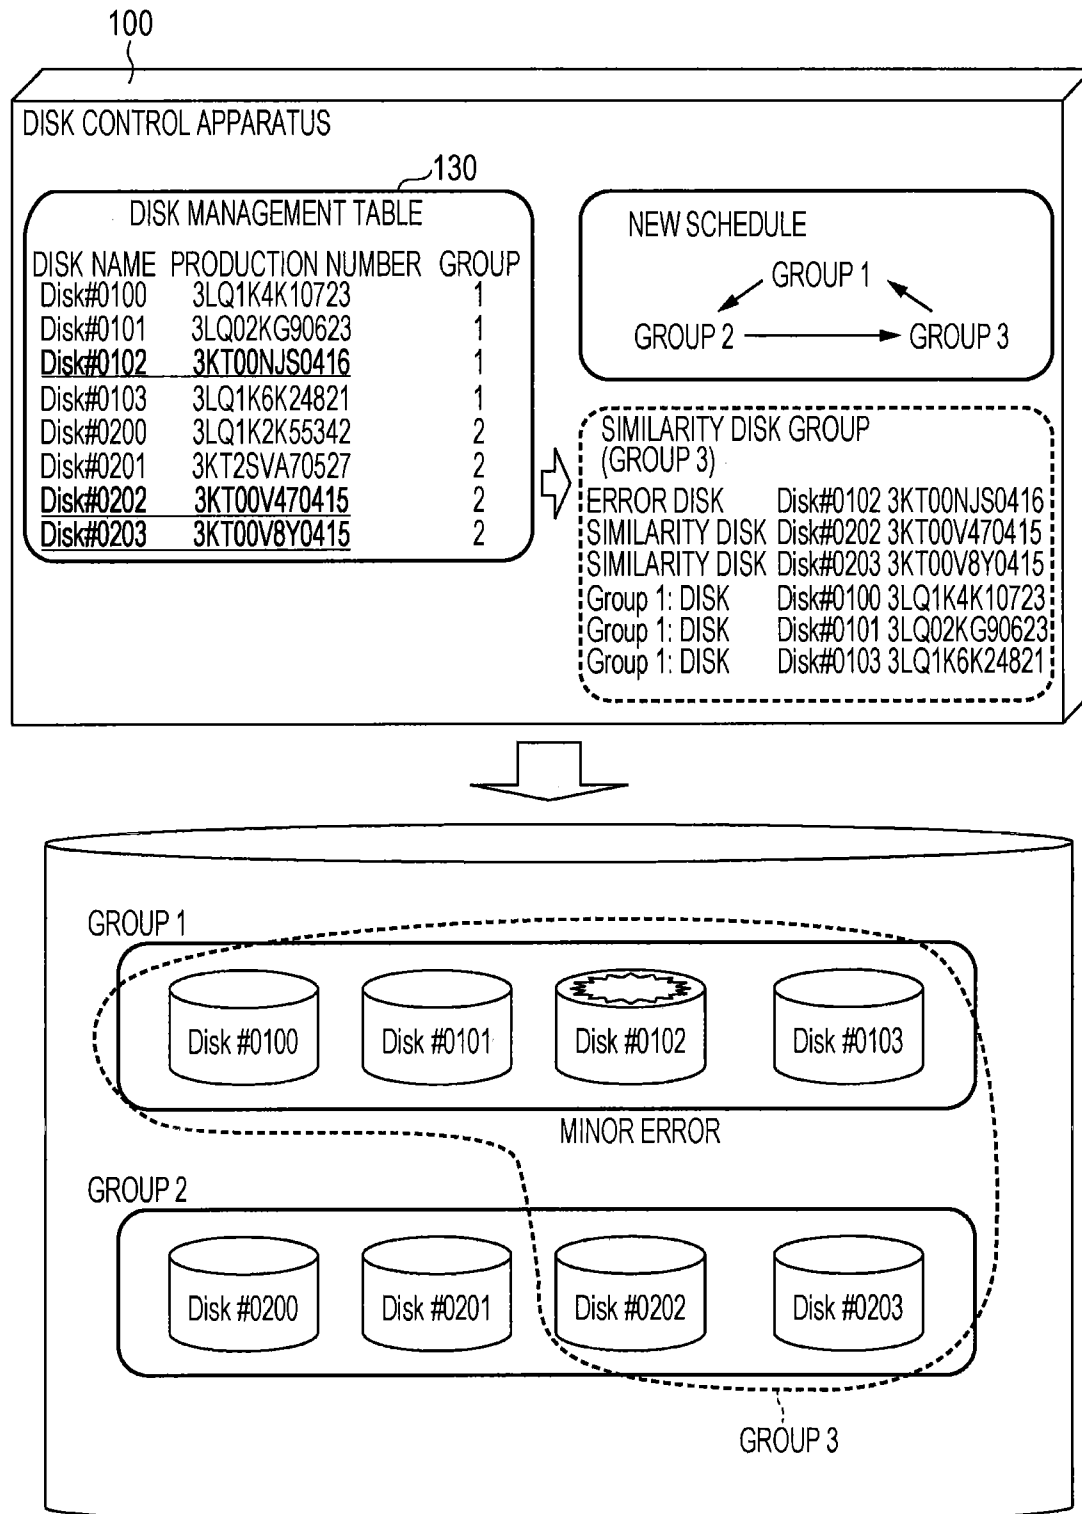 100
DISK CONTROL APPARATUS
130
DISK MANAGEMENT TABLE
DISK NAME PRODUCTION NUMBER GROUP
Disk#0100 3LQ1K4K10723 1
Disk#0101 3LQ02KG90623 1
Disk#0102 3KT00NJS0416 1
Disk#0103 3LQ1K6K24821 1
Disk#0200 3LQ1K2K55342 2
Disk#0201 3KT2SVA70527 2
Disk#0202 3KT00V470415 2
Disk#0203 3KT00V8Y0415 2
NEW SCHEDULE
GROUP 1
GROUP 2 GROUP 3
SIMILARITY DISK GROUP
(GROUP 3)
ERROR DISK Disk#0102 3KT00NJS0416
SIMILARITY DISK Disk#0202 3KT00V470415
SIMILARITY DISK Disk#0203 3KT00V8Y0415
Group 1: DISK Disk#0100 3LQ1K4K10723
Group 1: DISK Disk#0101 3LQ02KG90623
Group 1: DISK Disk#0103 3LQ1K6K24821
GROUP 1
Disk #0100 Disk #0101 Disk #0102 Disk #0103
MINOR ERROR
GROUP 2
Disk #0200 Disk #0201 Disk #0202 Disk #0203
GROUP 3